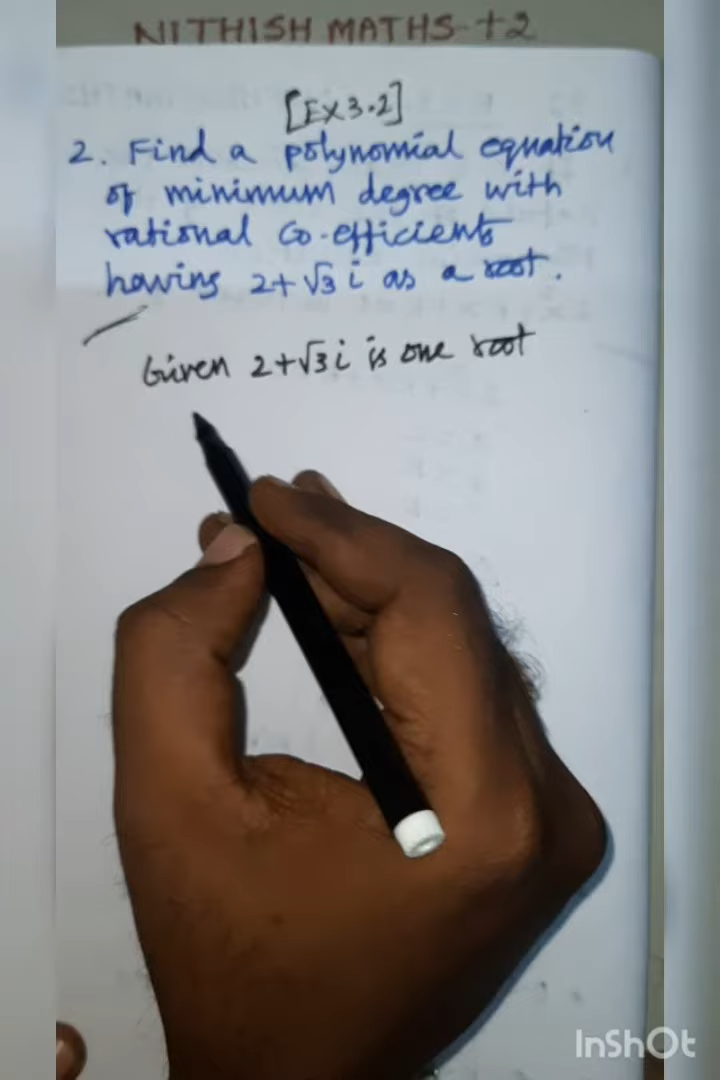 NITHISH MATHS-+2
[EX 3.2]
2. Find a polynomial equation
of minimum degree with
rational Co-efficients
having 2+√3 i as a root.
Given 2+√3 i is one root
InShOt